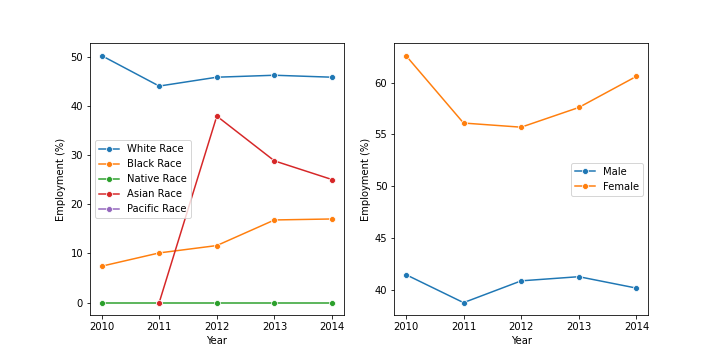 50
40
30
20
10
0
Employment (%)
White Race
Black Race
Native Race
Asian Race
Pacific Race
2010 2011 2012 2013 2014
Year
60
55
50
45
40
Employment (%)
Male
Female
2010 2011 2012 2013 2014
Year